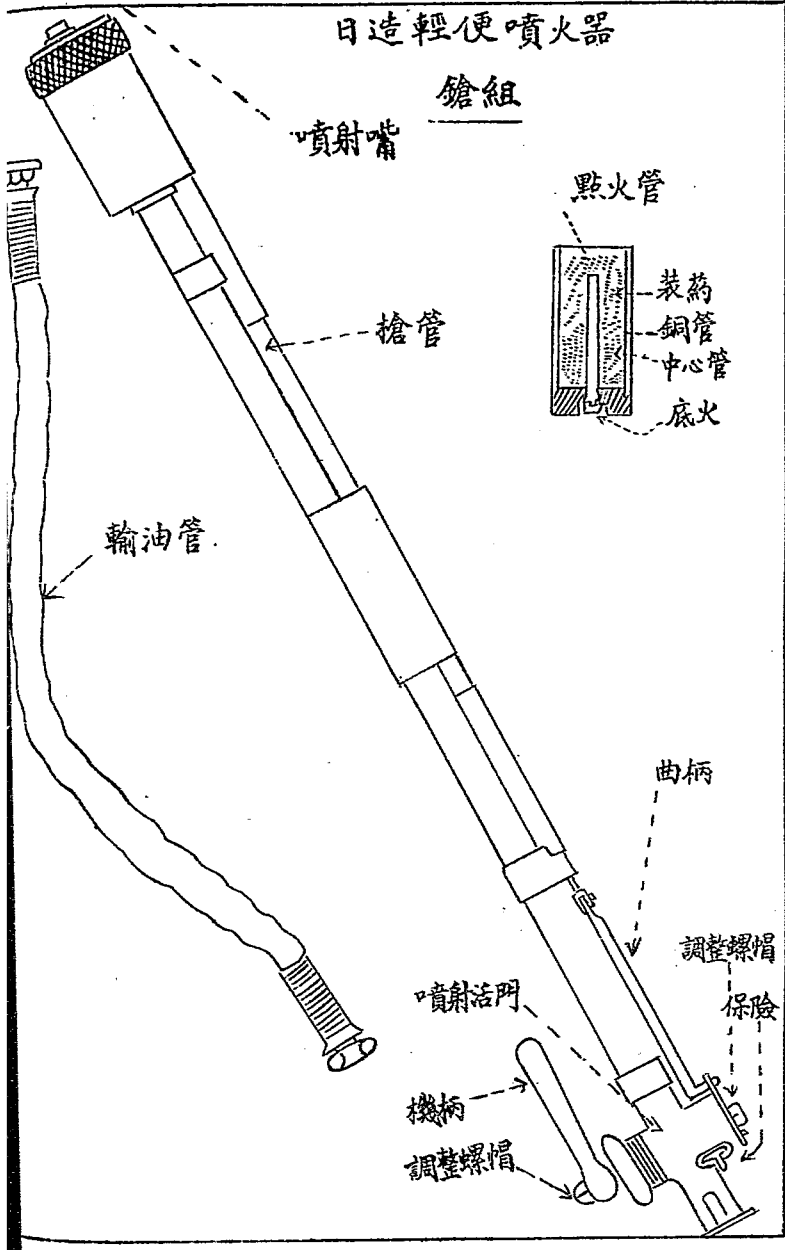 日造輕便噴火器
鎗組
噴射嘴
點火管
裝葯
銅管
中心管
底火
搶管
輸油管
曲柄
調整螺帽
保險
噴射活門
機柄
調整螺帽